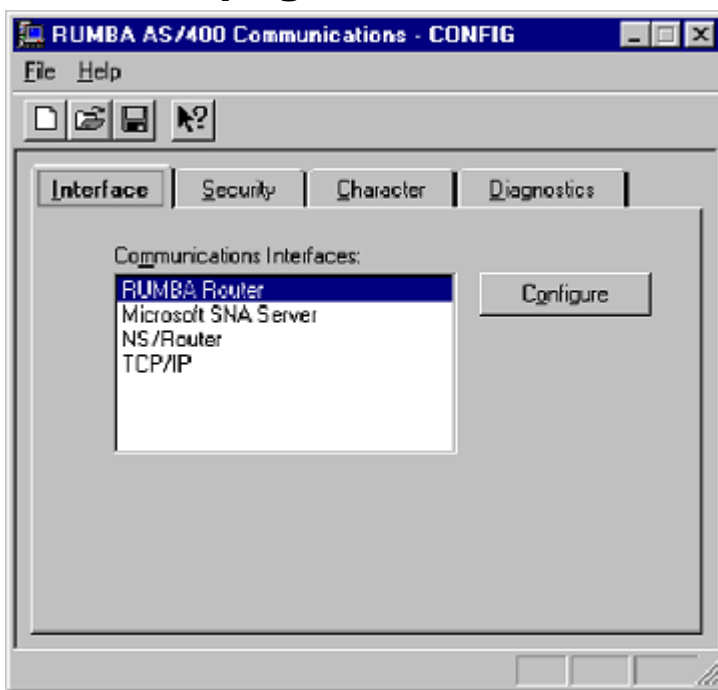 RUMBA AS/400 Communications - CONFIG
File Help
Interface Security Character Diagnostics
Communications Interfaces:
RUMBA Router
Configure
Microsoft SNA Server
NS/Router
TCP/IP